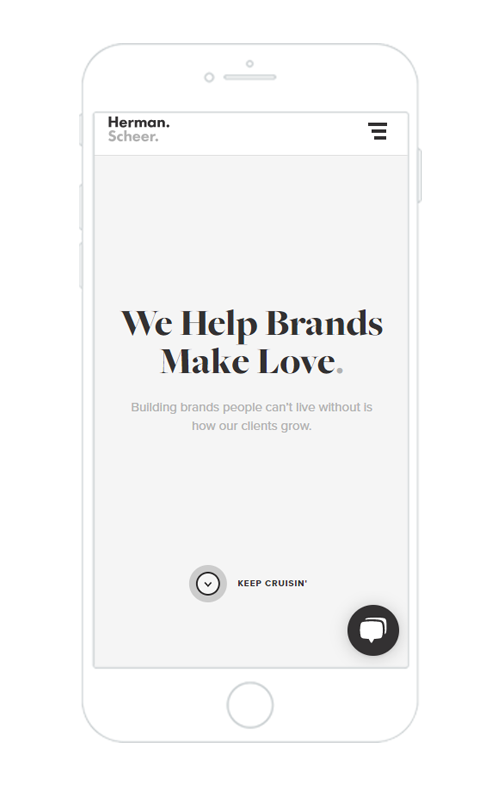 Herman.
Scheer.
We Help Brands
Make Love.
Building brands people can't live without is
how our clients grow.
KEEP CRUISIN'